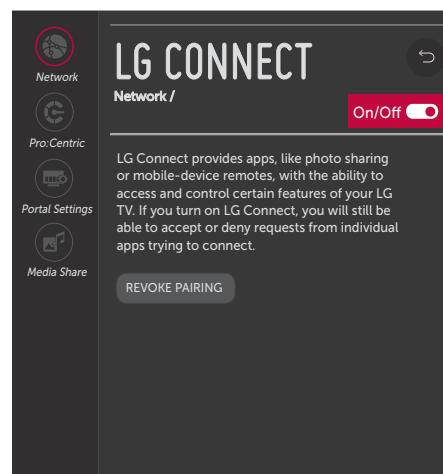 LG CONNECT
Network /
On/Off
Network
Pro:Centric
Portal Settings
Media Share
LG Connect provides apps, like photo sharing
or mobile-device remotes, with the ability to
access and control certain features of your LG
TV. If you turn on LG Connect, you will still be
able to accept or deny requests from individual
apps trying to connect.
REVOKE PAIRING